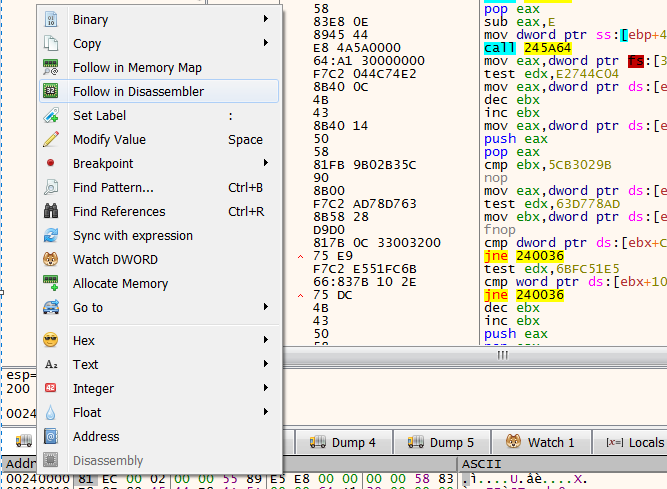 Binary
Copy
Follow in Memory Map
Follow in Disassembler
Set Label :
Modify Value Space
Breakpoint
Find Pattern... Ctrl+B
Find References Ctrl+R
Sync with expression
Watch DWORD
Allocate Memory
Go to
Hex
Text
Integer
Float
Address
Disassembly
58 pop eax
83E8 0E sub eax,E
8945 44 mov dword ptr ss:[ebp+4
E8 4A5A0000 call 245A64
64:A1 30000000 mov eax,dword ptr fs:[3
F7C2 044C74E2 test edx,E2744C04
8B40 0C mov eax,dword ptr ds:[e
4B dec ebx
43 inc ebx
8B40 14 mov eax,dword ptr ds:[e
50 push eax
58 pop eax
81FB 9B02B35C cmp ebx,5CB3029B
90 nop
8B00 mov eax,dword ptr ds:[e
F7C2 AD78D763 test edx,63D778AD
8B58 28 mov ebx,dword ptr ds:[e
D9D0 fnop
817B 0C 33003200 cmp dword ptr ds:[ebx+C
75 E9 jne 240036
F7C2 E551FC6B test edx,6BFC51E5
66:837B 10 2E cmp word ptr ds:[ebx+10
75 DC jne 240036
4B dec ebx
43 inc ebx
50 push eax
esp=
200
0024
Dump 4
Dump 5
Watch 1
[x=] Locals
Addr
ASCII
00240000 81 EC 00 02 00 00 55 89 E5 E8 00 00 00 00 58 83 .ì....U.åè....X.